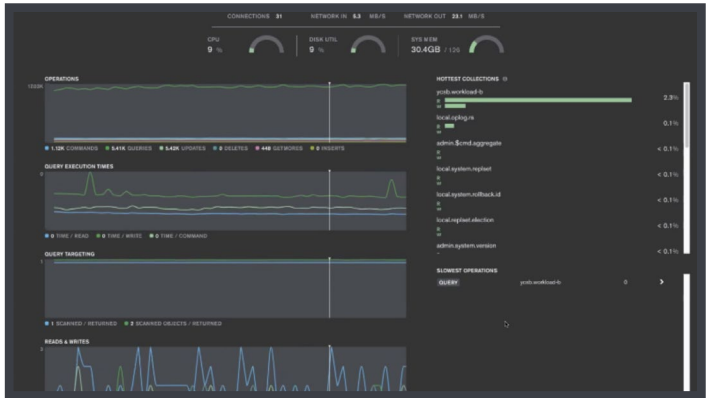 CONNECTIONS 31 NETWORK IN 5.3 MB/S NETWORK OUT 23.1 MB/S
CPU
9 %
DISK UTIL
9 %
SYS MEM
30.4GB / 128
OPERATIONS
1.12K COMMANDS 5.41K QUERIES 5.42K UPDATES 0 DELETES 448 GETMORES 0 INSERTS
QUERY EXECUTION TIMES
0
0 TIME / READ 0 TIME / WRITE 0 TIME / COMMAND
QUERY TARGETING
1
1 SCANNED / RETURNED 2 SCANNED OBJECTS / RETURNED
READS & WRITES
3
HOTTEST COLLECTIONS
ycsb.workload-b 2.3%
local.oplog.rs 0.1%
admin.$cmd.aggregate < 0.1%
local.system.replset < 0.1%
local.system.rollback.id < 0.1%
local.replset.election < 0.1%
admin.system.version < 0.1%
SLOWEST OPERATIONS
QUERY ycsb.workload-b 0